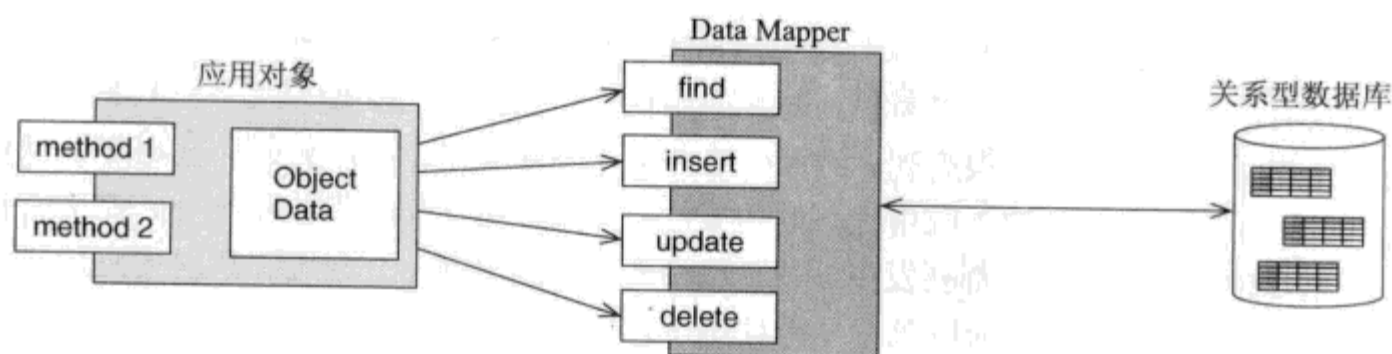 Data Mapper
应用对象
关系型数据库
method 1
method 2
Object
Data
find
insert
update
delete